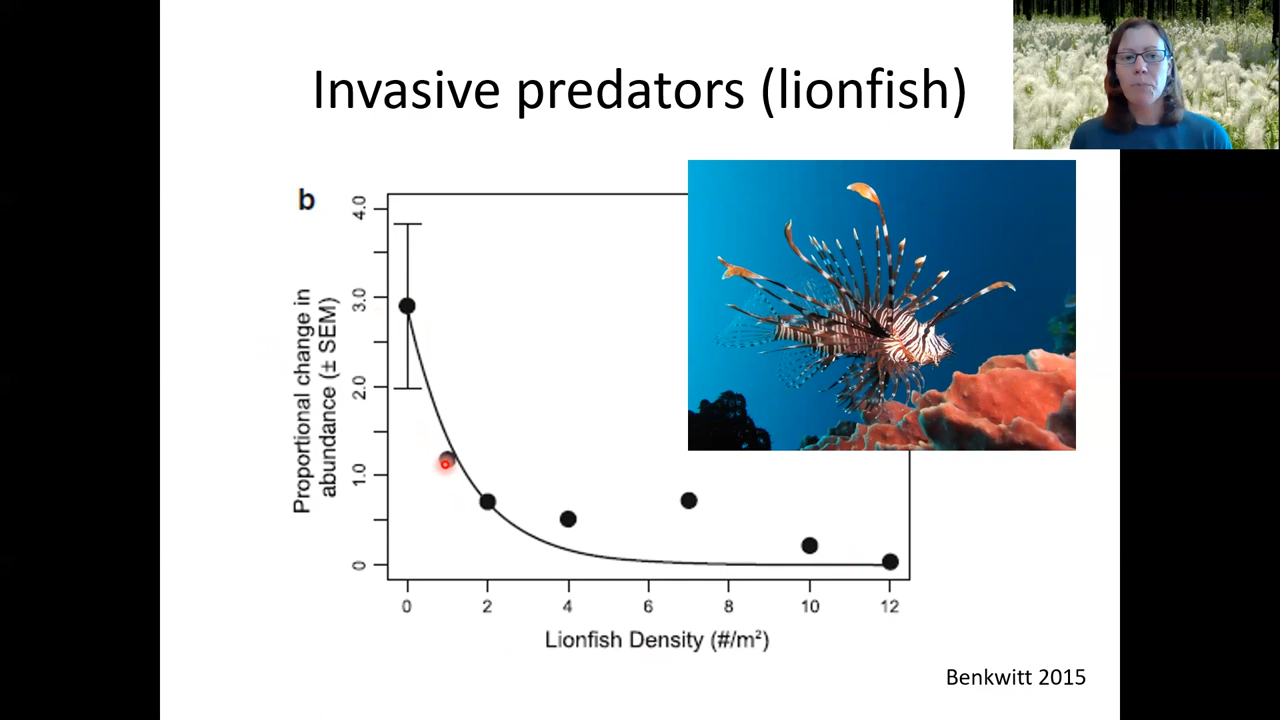 Invasive predators (lionfish)
b
Proportional change in
abundance (± SEM)
4.0
3.0
2.0
1.0
0
0 2 4 6 8 10 12
Lionfish Density (#/m²)
Benkwitt 2015